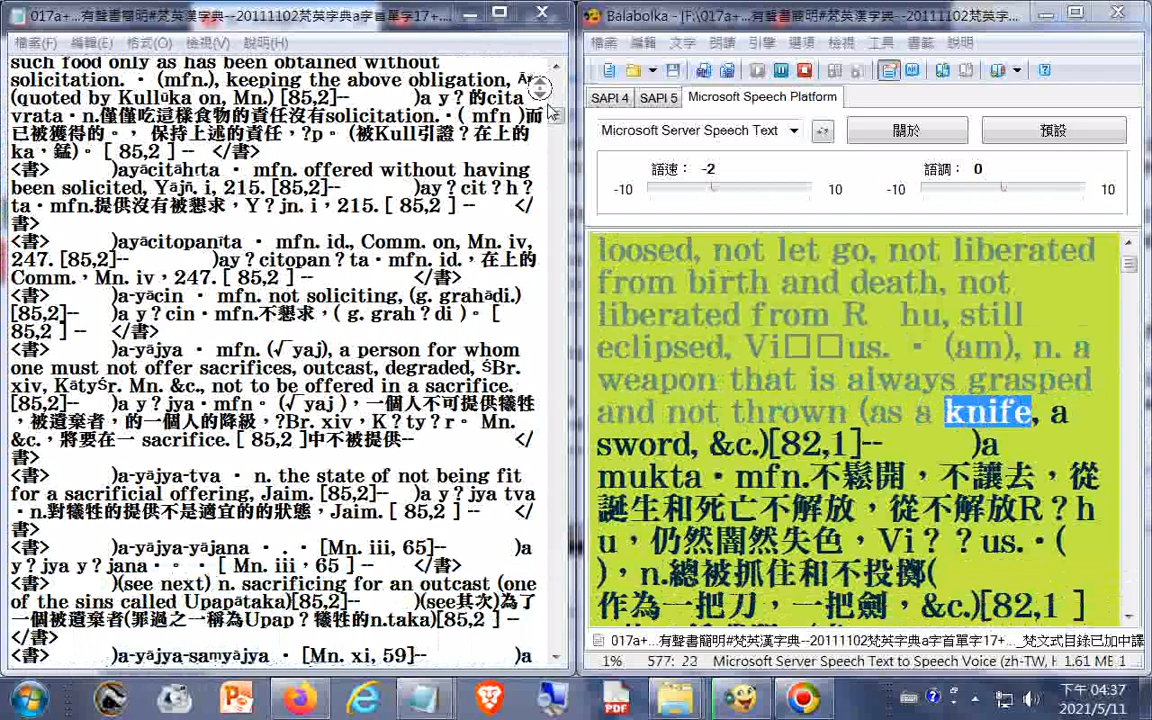 017a+...有聲書簡明#梵英漢字典--20111102梵英字典a字首單字17+...
檔案(F) 編輯(E) 格式(O) 檢視(V) 說明(H)
such food only as has been obtained without
solicitation. • (mfn.), keeping the above obligation,
(quoted by Kullūka on, Mn.) [85,2]-- )a y?的cita
vrata•n.僅僅吃這樣食物的責任沒有solicitation.•( mfn )而
已被獲得的。, 保持上述的責任,?p。 (被Kull引證?在上的
ka,錳)。[ 85,2 ]-- </書>
<書> )ayācitāhṛta • mfn. offered without having
been solicited, Yājñ. i, 215. [85,2]-- )ay?cit?h?
ta•mfn.提供沒有被懇求,Y?jn. i,215. [ 85,2 ]-- </
書>
<書> )ayācitopanīta • mfn. id., Comm. on, Mn. iv,
247. [85,2]-- )ay?citopan?ta•mfn. id.,在上的
Comm.,Mn. iv,247. [ 85,2 ]-- </書>
<書> )a-yācin • mfn. not soliciting, (g. grahādi.)
[85,2]-- )a y?cin•mfn.不懇求,( g. grah?di )。[
85,2 ]-- </書>
<書> )a-yājya • mfn. (√yaj), a person for whom
one must not offer sacrifices, outcast, degraded, ŚBr.
xiv, KātyŚr. Mn. &c., not to be offered in a sacrifice.
[85,2]-- )a y?jya•mfn。(√yaj ),一個人不可提供犧牲
,被遺棄者,的一個人的降級,?Br. xiv,K?ty?r。 Mn.
&c.,將要在一 sacrifice. [ 85,2 ]中不被提供-- </
書>
<書> )a-yājya-tva • n. the state of not being fit
for a sacrificial offering, Jaim. [85,2]-- )a y?jya tva
•n.對犧牲的提供不是適宜的的狀態,Jaim. [ 85,2 ]-- </
書>
<書> )a-yājya-yājana • . • [Mn. iii, 65]-- )a
y?jya y?jana•。•[ Mn. iii,65 ]-- </書>
<書> )(see next) n. sacrificing for an outcast (one
of the sins called Upapātaka)[85,2]-- )(see其次)為了
一個被遺棄者(罪過之一稱為Upap?犧牲的n.taka)[85,2 ]--
</書>
<書> )a-yājya-saṃyājya • [Mn. xi, 59]-- )a
Balabolka - [F:\017a+...有聲書簡明#梵英漢字典--20111102梵英字典...
檔案 編輯 文字 朗讀 引擎 選項 檢視 工具 書籤 說明
SAPI 4 SAPI 5 Microsoft Speech Platform
Microsoft Server Speech Text 關於 預設
語速： -2 語調： 0
-10 10 -10 10
loosed, not let go, not liberated
from birth and death, not
liberated from R hu, still
eclipsed, Vi□□us. • (am), n. a
weapon that is always grasped
and not thrown (as a knife, a
sword, &c.)[82,1]-- )a
mukta•mfn.不鬆開,不讓去,從
誕生和死亡不解放,從不解放R?h
u,仍然闇然失色,Vi??us.•(
),n.總被抓住和不投擲(
作為一把刀,一把劍,&c.)[82,1 ]
017a+...有聲書簡明#梵英漢字典--20111102梵英字典a字首單字17+..._梵文式目錄已加中譯
1% 577: 22 Microsoft Server Speech Text to Speech Voice (zh-TW, H 1.61 MB 1
下午 04:37
2021/5/11